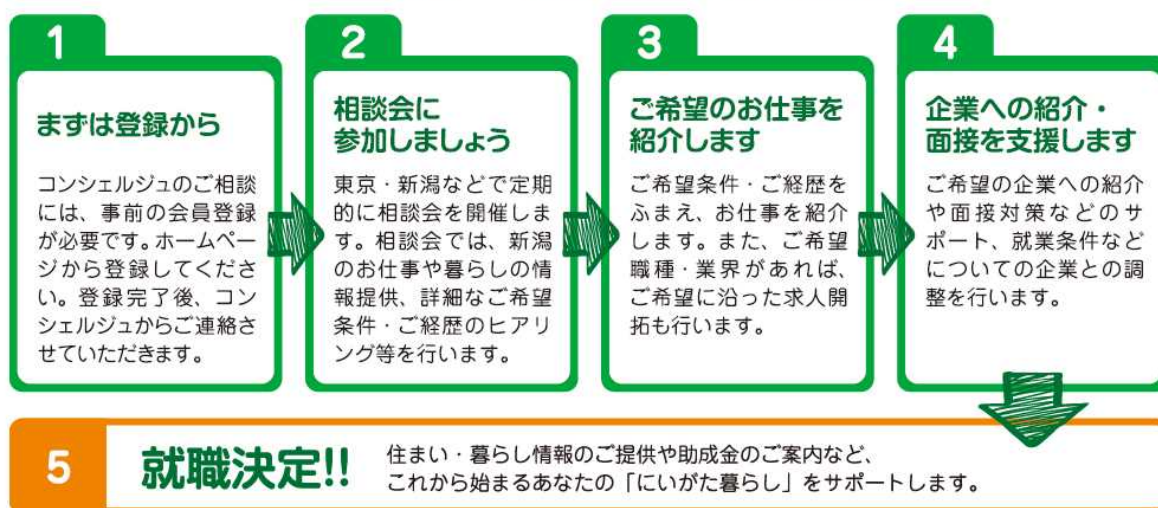 1
まずは登録から
コンシェルジュのご相談
には、事前の会員登録
が必要です。ホームペー
ジから登録してくださ
い。登録完了後、コン
シェルジュからご連絡さ
せていただきます。
2
相談会に
参加しましょう
東京・新潟などで定期
的に相談会を開催しま
す。相談会では、新潟
のお仕事や暮らしの情
報提供、詳細なご希望
条件・ご経歴のヒアリ
ング等を行います。
3
ご希望のお仕事を
紹介します
ご希望条件・ご経歴を
ふまえ、お仕事を紹介
します。また、ご希望
職種・業界があれば、
ご希望に沿った求人開
拓も行います。
4
企業への紹介・
面接を支援します
ご希望の企業への紹介
や面接対策などのサ
ポート、就業条件など
についての企業との調
整を行います。
5
就職決定!!
住まい・暮らし情報のご提供や助成金のご案内など、
これから始まるあなたの「にいがた暮らし」をサポートします。